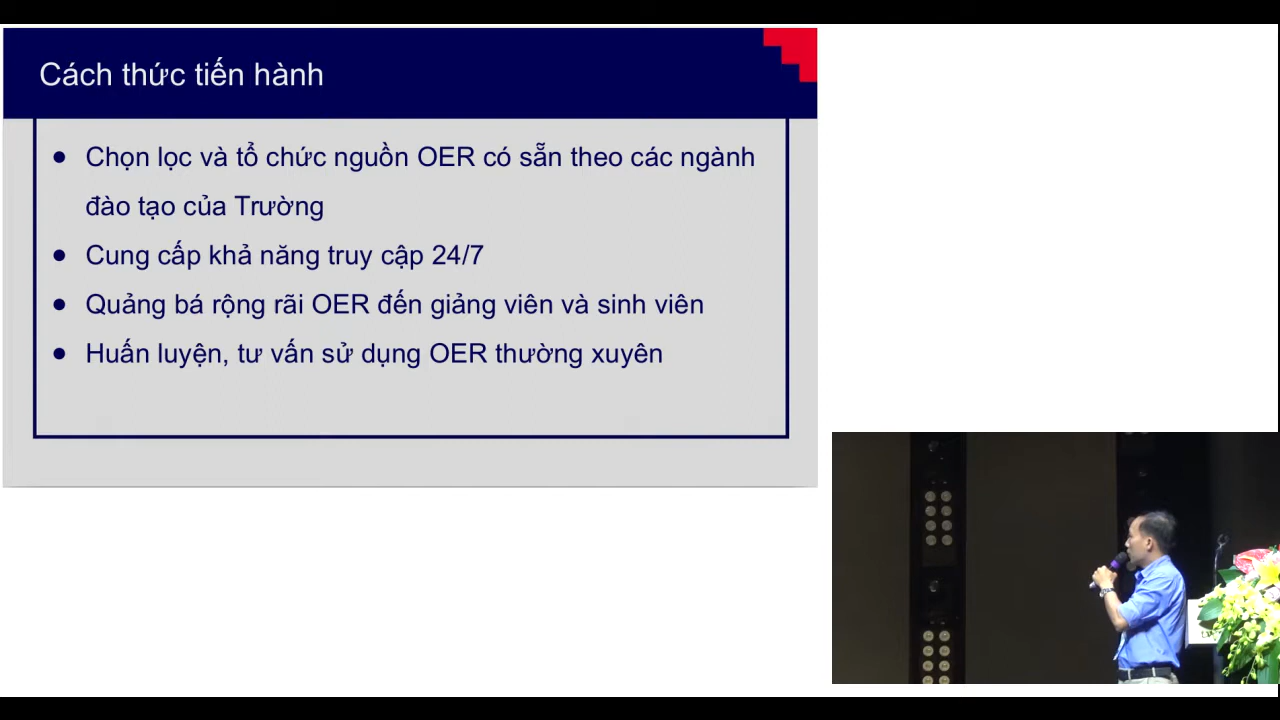 Cách thức tiến hành
● Chọn lọc và tổ chức nguồn OER có sẵn theo các ngành
đào tạo của Trường
● Cung cấp khả năng truy cập 24/7
● Quảng bá rộng rãi OER đến giảng viên và sinh viên
● Huấn luyện, tư vấn sử dụng OER thường xuyên